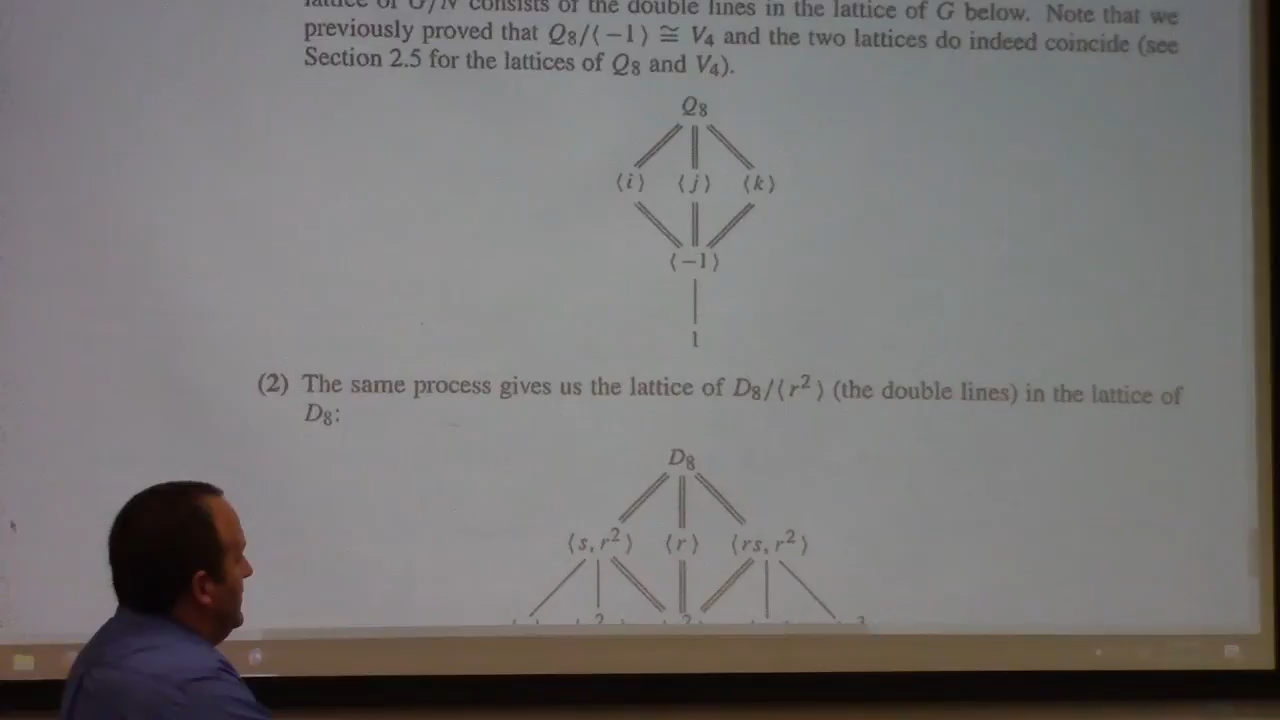 lattice of G/N consists of the double lines in the lattice of G below. Note that we
previously proved that Q₈/⟨−1⟩ ≅ V₄ and the two lattices do indeed coincide (see
Section 2.5 for the lattices of Q₈ and V₄).
Q₈
⟨i⟩ ⟨j⟩ ⟨k⟩
⟨−1⟩
1
(2) The same process gives us the lattice of D₈/⟨r²⟩ (the double lines) in the lattice of
D₈:
D₈
⟨s, r²⟩ ⟨r⟩ ⟨rs, r²⟩